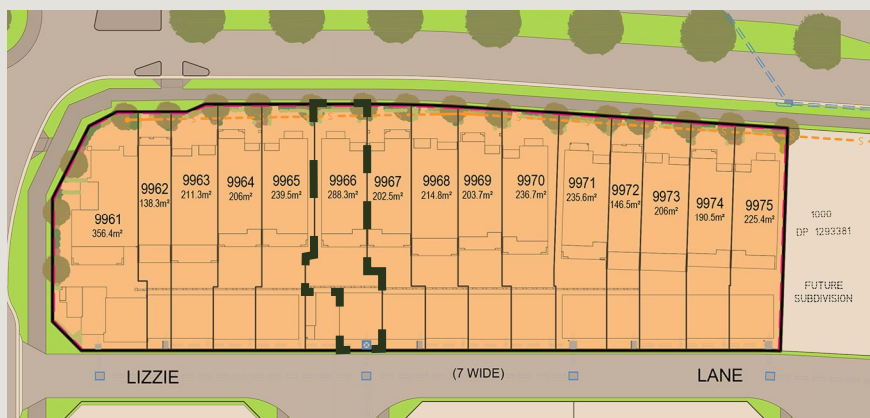 9961
356.4m²
9962
138.3m²
9963
211.3m²
9964
206m²
9965
239.5m²
9966
288.3m²
9967
202.5m²
9968
214.8m²
9969
203.7m²
9970
236.7m²
9971
235.6m²
9972
146.5m²
9973
206m²
9974
190.5m²
9975
225.4m²
1000
DP 1293381
FUTURE
SUBDIVISION
S
LIZZIE (7 WIDE) LANE